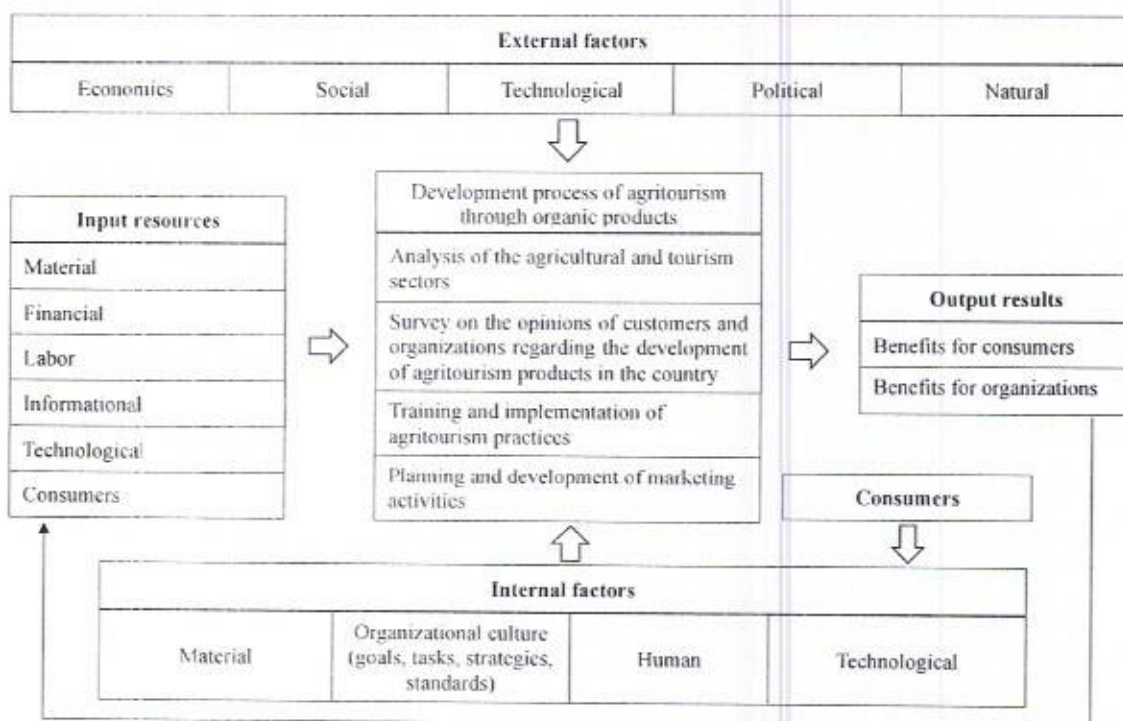 External factors
Economics
Social
Technological
Political
Natural
Input resources
Material
Financial
Labor
Informational
Technological
Consumers
Development process of agritourism
through organic products
Analysis of the agricultural and tourism
sectors
Survey on the opinions of customers and
organizations regarding the development
of agritourism products in the country
Training and implementation of
agritourism practices
Planning and development of marketing
activities
Output results
Benefits for consumers
Benefits for organizations
Consumers
Internal factors
Material
Organizational culture
(goals, tasks, strategies,
standards)
Human
Technological